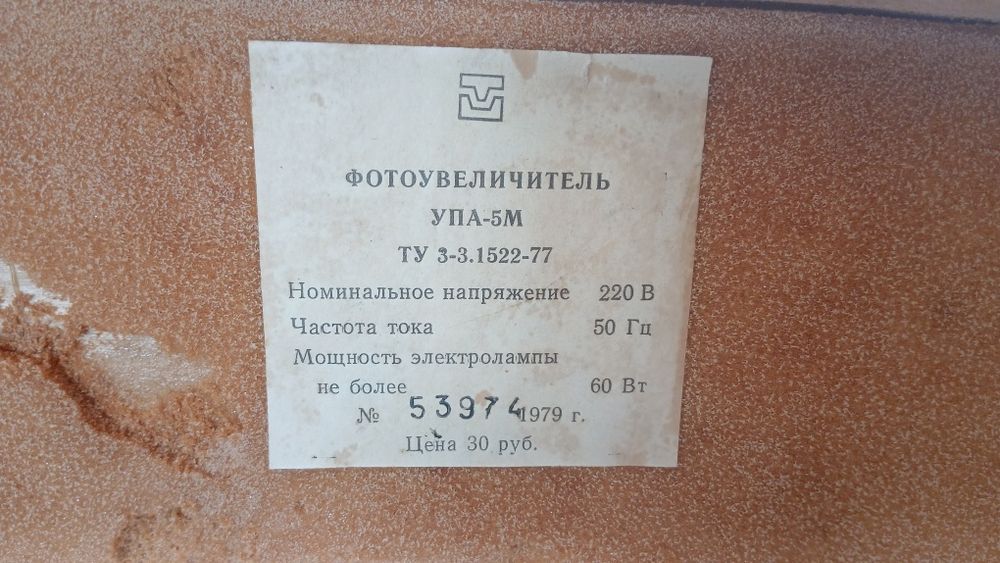 ФОТОУВЕЛИЧИТЕЛЬ
УПА-5М
ТУ 3-3.1522-77
Номинальное напряжение 220 В
Частота тока 50 Гц
Мощность электролампы
не более 60 Вт
№ 53974 1979 г.
Цена 30 руб.